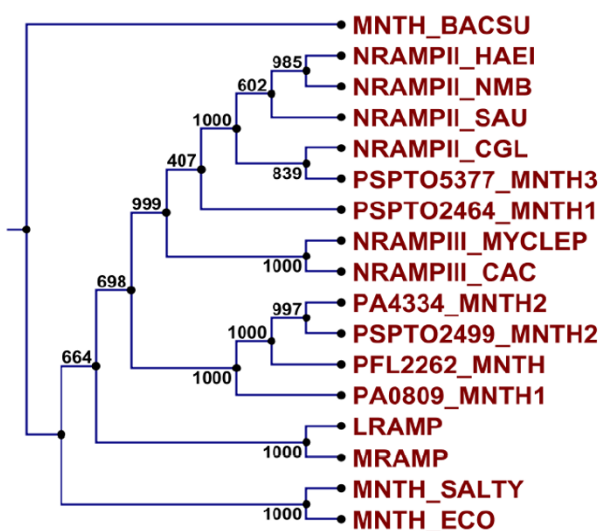 MNTH_BACSU
985 NRAMPII_HAEI
NRAMPII_NMB
602
NRAMPII_SAU
1000
NRAMPII_CGL
407
839 PSPTO5377_MNTH3
999 PSPTO2464_MNTH1
NRAMPIII_MYCLEP
1000 NRAMPIII_CAC
698
997 PA4334_MNTH2
1000 PSPTO2499_MNTH2
664 PFL2262_MNTH
1000 PA0809_MNTH1
LRAMP
1000 MRAMP
MNTH_SALTY
1000 MNTH_ECO